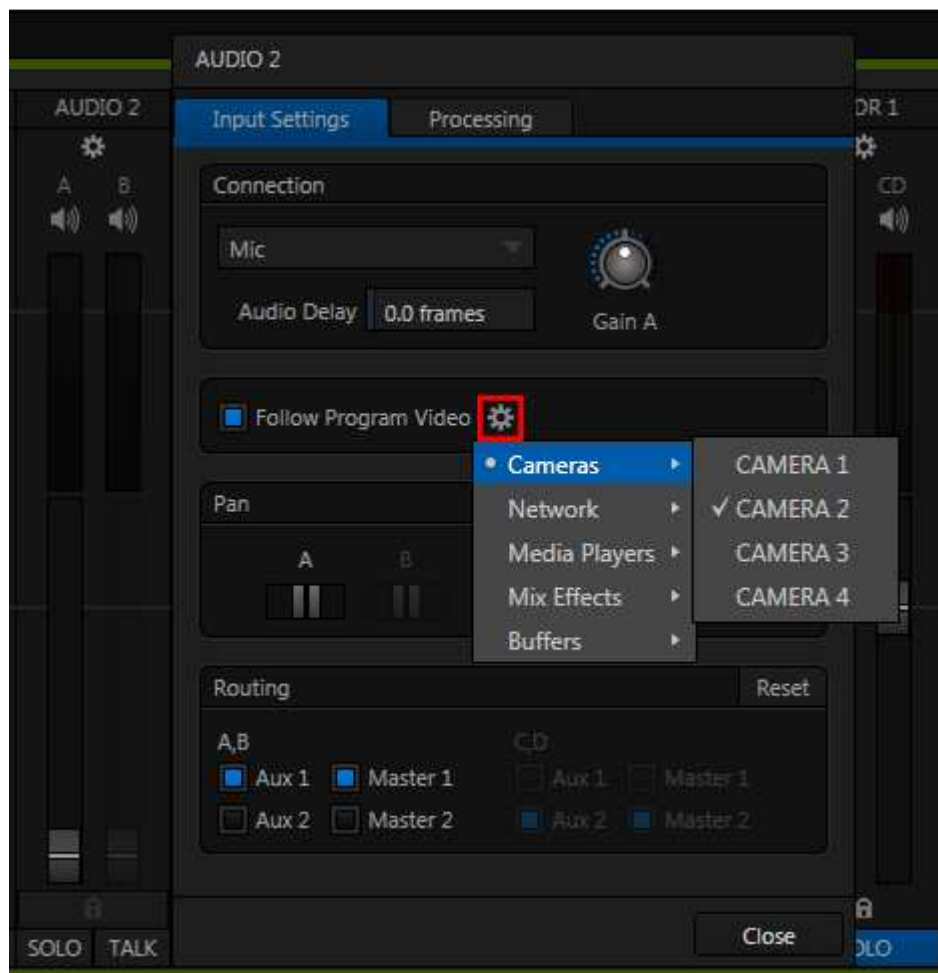 AUDIO 2
AUDIO 2
DR 1
Input Settings
Processing
A
B
CD
Connection
Mic
Audio Delay
0.0 frames
Gain A
Follow Program Video
Cameras
CAMERA 1
Network
CAMERA 2
Media Players
CAMERA 3
Mix Effects
CAMERA 4
Buffers
Pan
A
B
Routing
Reset
A,B
C,D
Aux 1
Master 1
Aux 1
Master 1
Aux 2
Master 2
Aux 2
Master 2
Close
SOLO
TALK
OLO